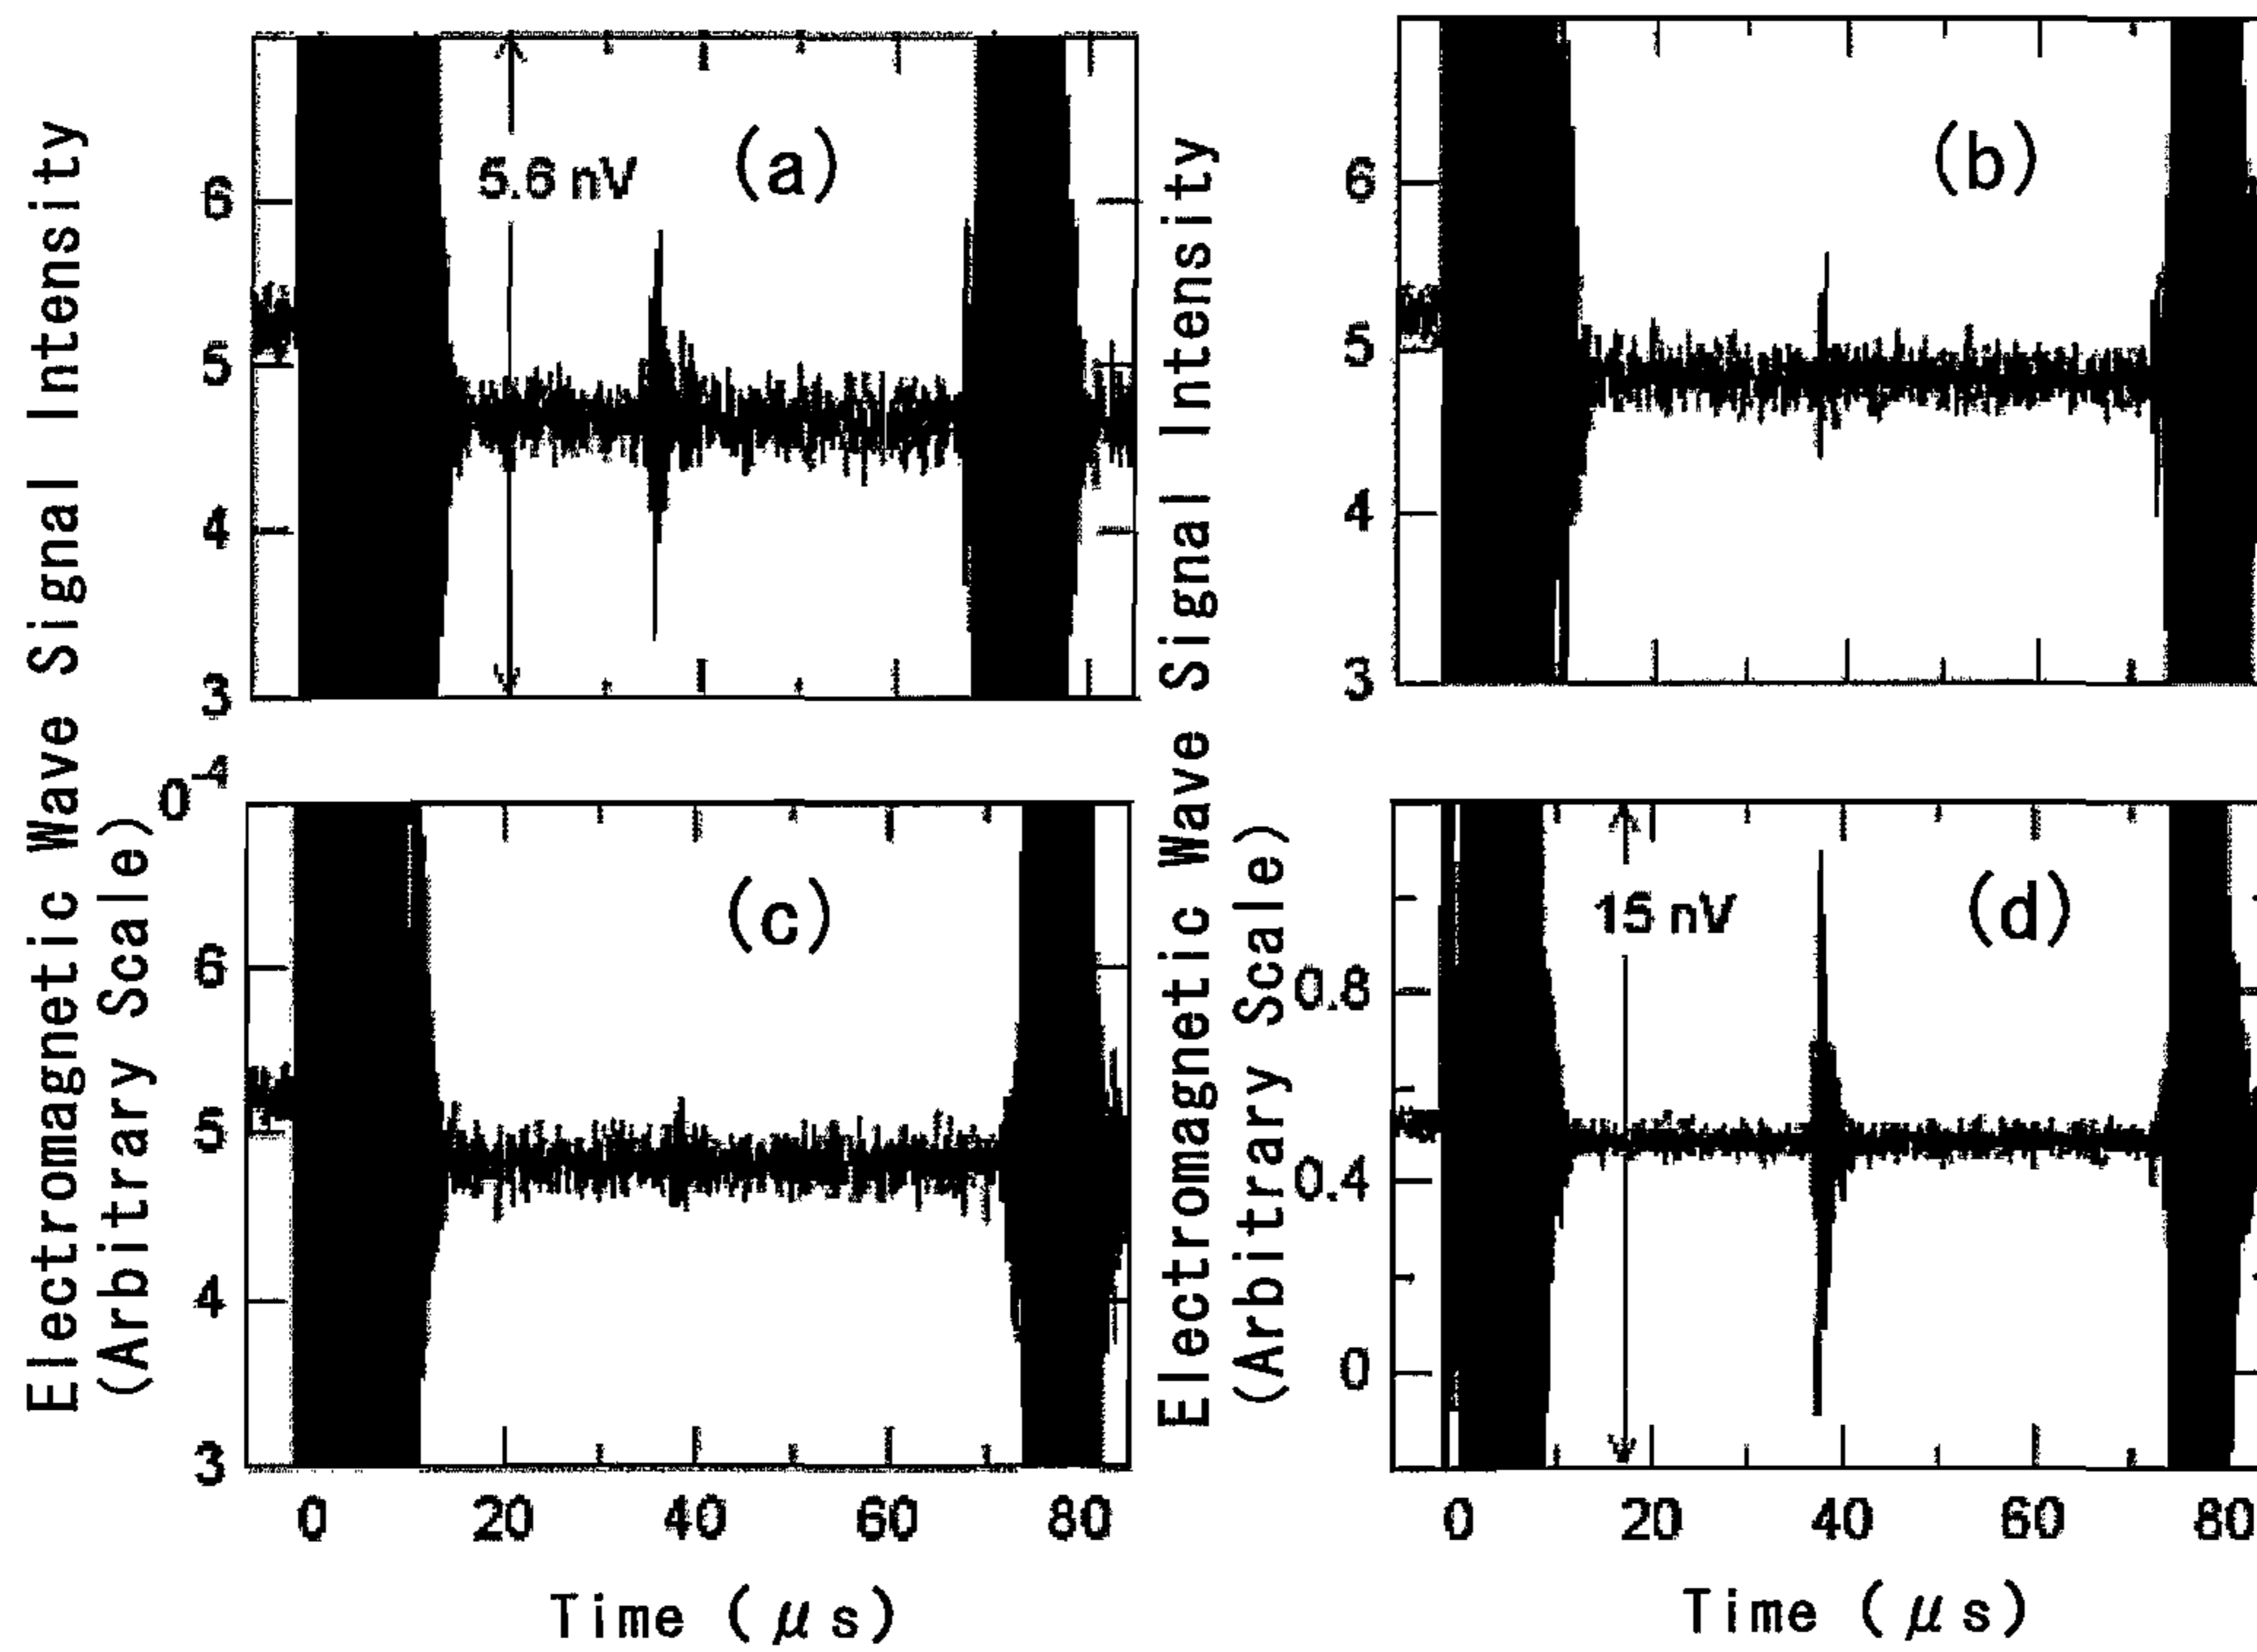 Electromagnetic Wave Signal Intensity
(Arbitrary Scale)
(a)
5.6 nV
6
5
4
3
Electromagnetic Wave Signal Intensity
(Arbitrary Scale)
(b)
6
5
4
3
(c)
0
6
5
4
3
0 20 40 60 80
Time (μs)
(d)
15 nV
0.8
0.4
0
0 20 40 60 80
Time (μs)